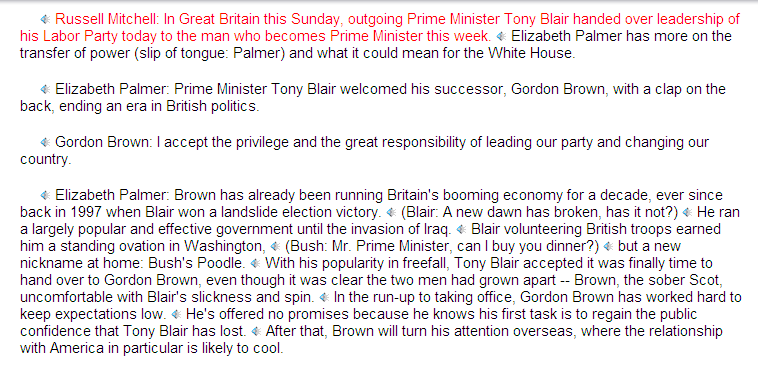 Russell Mitchell: In Great Britain this Sunday, outgoing Prime Minister Tony Blair handed over leadership of
his Labor Party today to the man who becomes Prime Minister this week. Elizabeth Palmer has more on the
transfer of power (slip of tongue: Palmer) and what it could mean for the White House.
Elizabeth Palmer: Prime Minister Tony Blair welcomed his successor, Gordon Brown, with a clap on the
back, ending an era in British politics.
Gordon Brown: I accept the privilege and the great responsibility of leading our party and changing our
country.
Elizabeth Palmer: Brown has already been running Britain's booming economy for a decade, ever since
back in 1997 when Blair won a landslide election victory. (Blair: A new dawn has broken, has it not?) He ran
a largely popular and effective government until the invasion of Iraq. Blair volunteering British troops earned
him a standing ovation in Washington, (Bush: Mr. Prime Minister, can I buy you dinner?) but a new
nickname at home: Bush's Poodle. With his popularity in freefall, Tony Blair accepted it was finally time to
hand over to Gordon Brown, even though it was clear the two men had grown apart -- Brown, the sober Scot,
uncomfortable with Blair's slickness and spin. In the run-up to taking office, Gordon Brown has worked hard to
keep expectations low. He's offered no promises because he knows his first task is to regain the public
confidence that Tony Blair has lost. After that, Brown will turn his attention overseas, where the relationship
with America in particular is likely to cool.